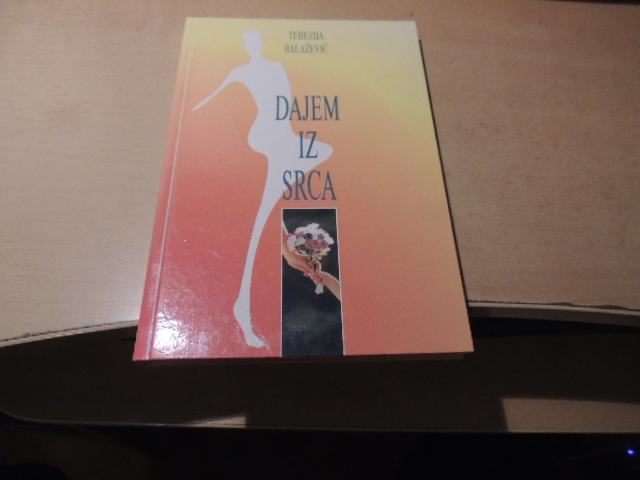 TEREZIJA
BALAŽEVIĆ
DAJEM
IZ
SRCA